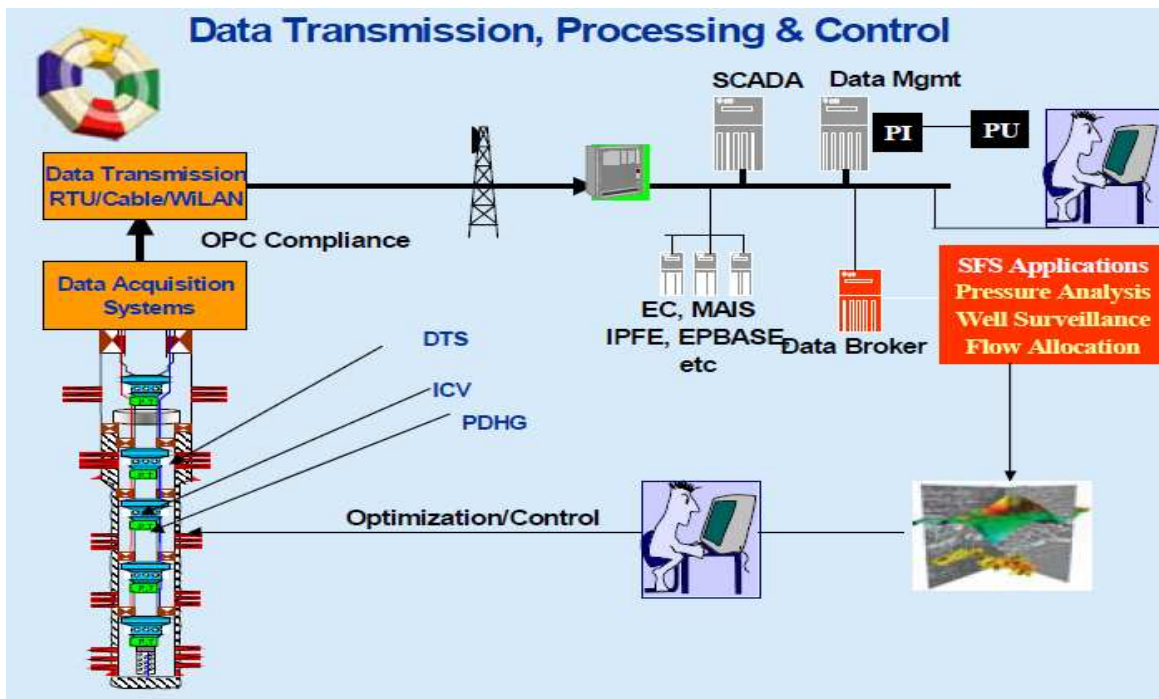 Data Transmission, Processing & Control
SCADA
Data Mgmt
PI
PU
Data Transmission
RTU/Cable/WiLAN
OPC Compliance
Data Acquisition
Systems
EC, MAIS
IPFE, EPBASE,
etc
Data Broker
SFS Applications
Pressure Analysis
Well Surveillance
Flow Allocation
DTS
ICV
PDHG
Optimization/Control